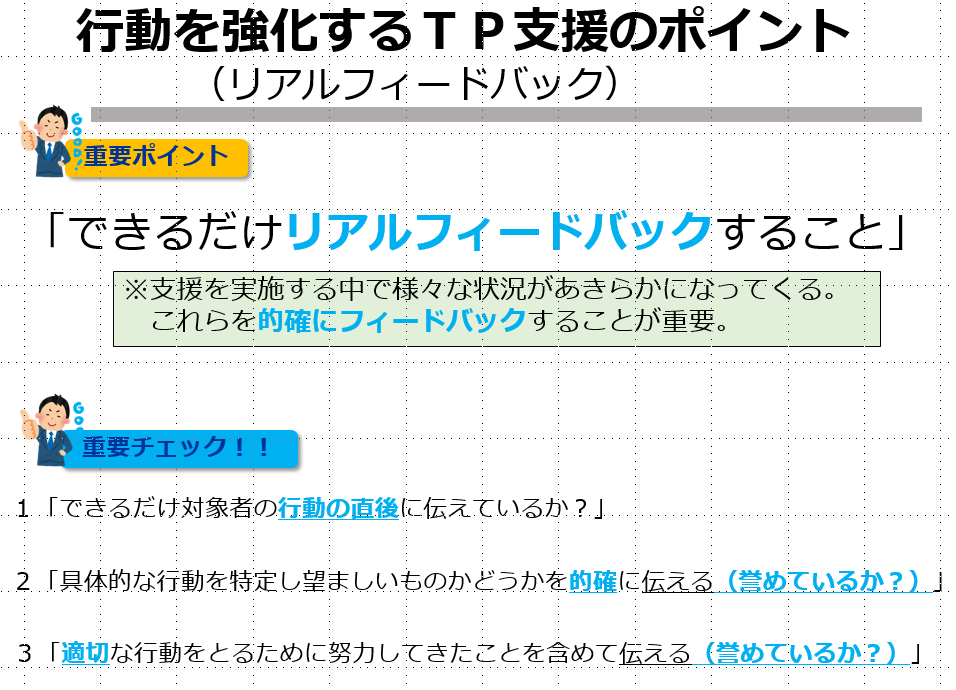 行動を強化するＴＰ支援のポイント
（リアルフィードバック）
GOOD!
重要ポイント
「できるだけリアルフィードバックすること」
※支援を実施する中で様々な状況があきらかになってくる。
これらを的確にフィードバックすることが重要。
重要チェック！！
１「できるだけ対象者の行動の直後に伝えているか？」
２「具体的な行動を特定し望ましいものかどうかを的確に伝える（誉めているか？）」
３「適切な行動をとるために努力してきたことを含めて伝える（誉めているか？）」